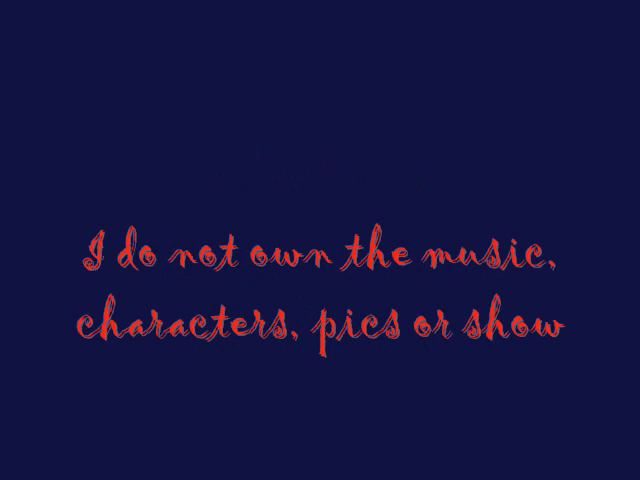 I do not own the music,
characters, pics or show